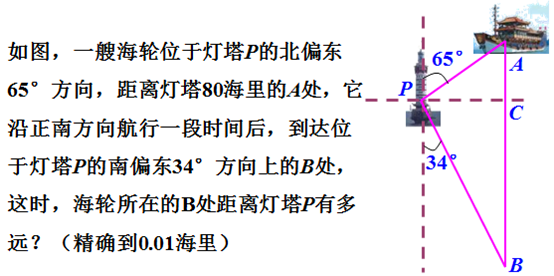 如图，一艘海轮位于灯塔P的北偏东
65°方向，距离灯塔80海里的A处，它
沿正南方向航行一段时间后，到达位
于灯塔P的南偏东34°方向上的B处，
这时，海轮所在的B处距离灯塔P有多
远？（精确到0.01海里）
65°
A
P
C
34°
B